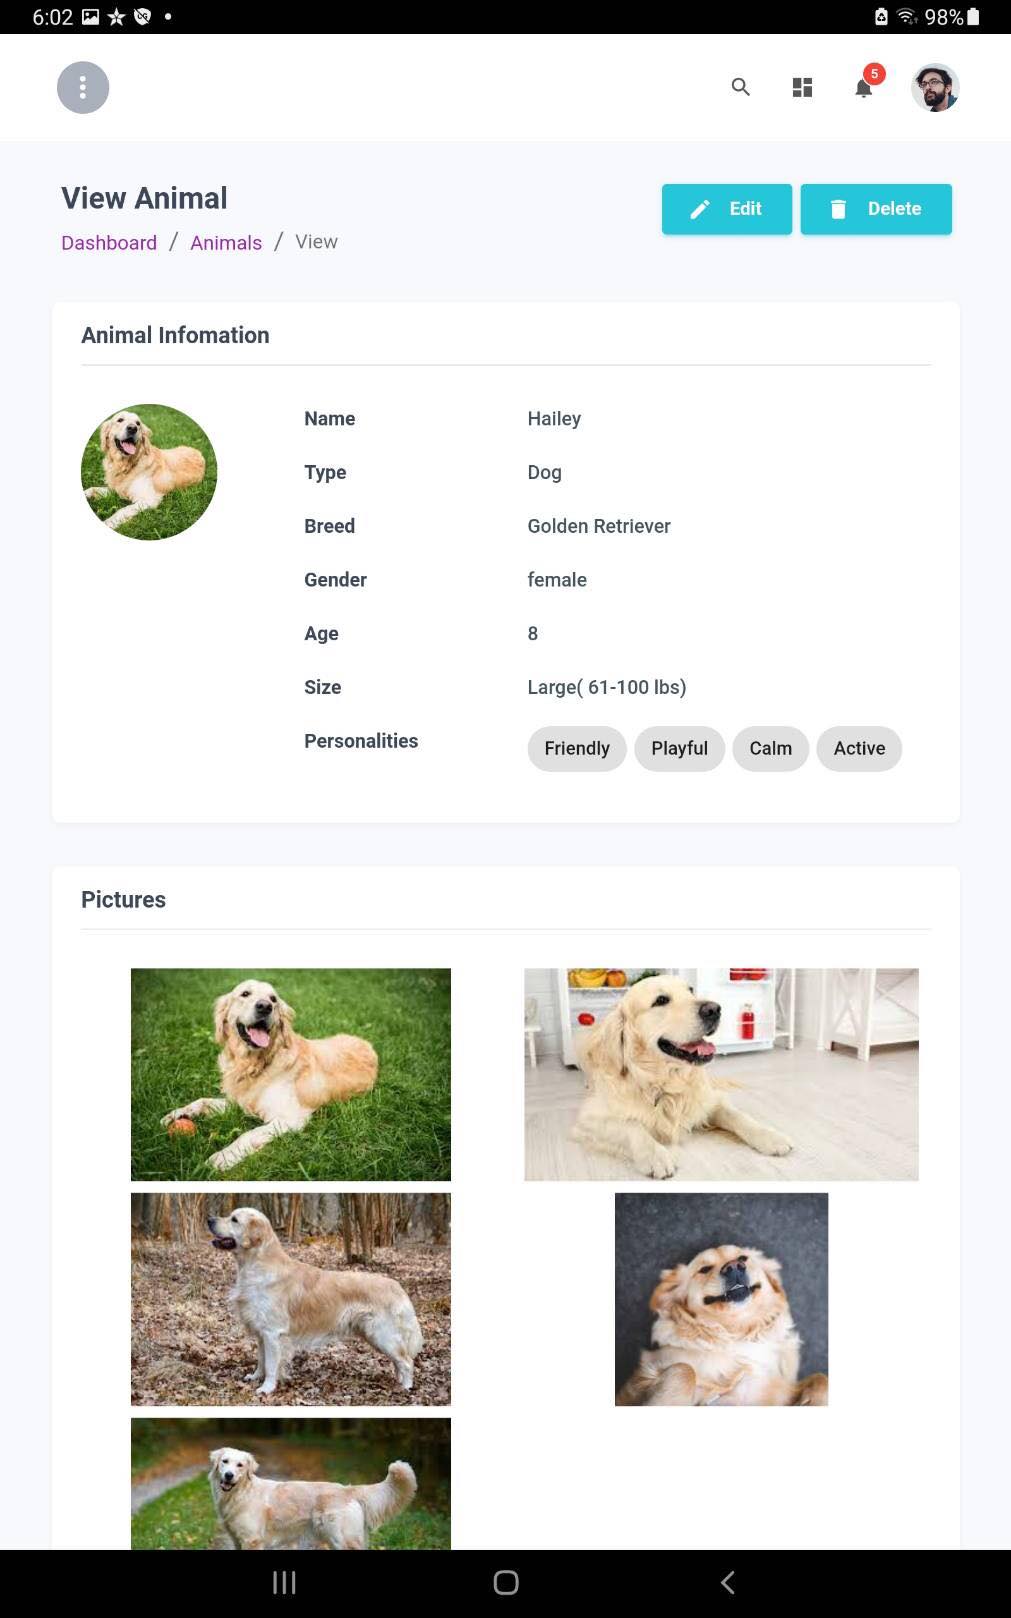 6:02 98%
5
View Animal
Edit Delete
Dashboard / Animals / View
Animal Infomation
Name Hailey
Type Dog
Breed Golden Retriever
Gender female
Age 8
Size Large( 61-100 lbs)
Personalities Friendly Playful Calm Active
Pictures